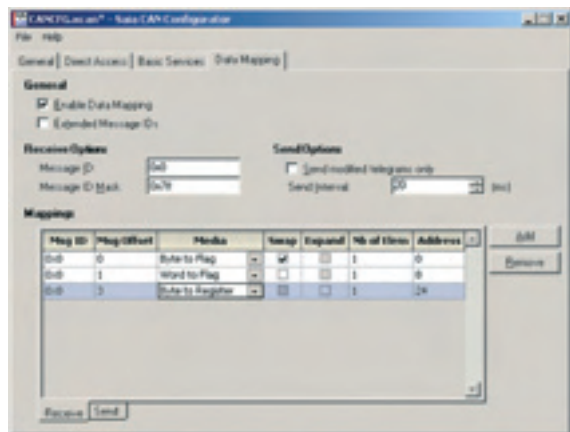 CANCFG.scan* - Saia CAN Configurator
File Help
General Direct Access Basic Services Data Mapping
General
Enable Data Mapping
Extended Message IDs
Receive Options Send Options
Message ID 0x0 Send modified telegrams only
Message ID Mask Send Interval 20 (ms)
Mappings
Msg ID Msg Offset Media Swap Expand Nb of Elems Address Add
0x0 0 Byte to Flag 1 0 Remove
0x0 1 Word to Flag 1 8
0x0 3 Byte to Register 1 24
Receive Send